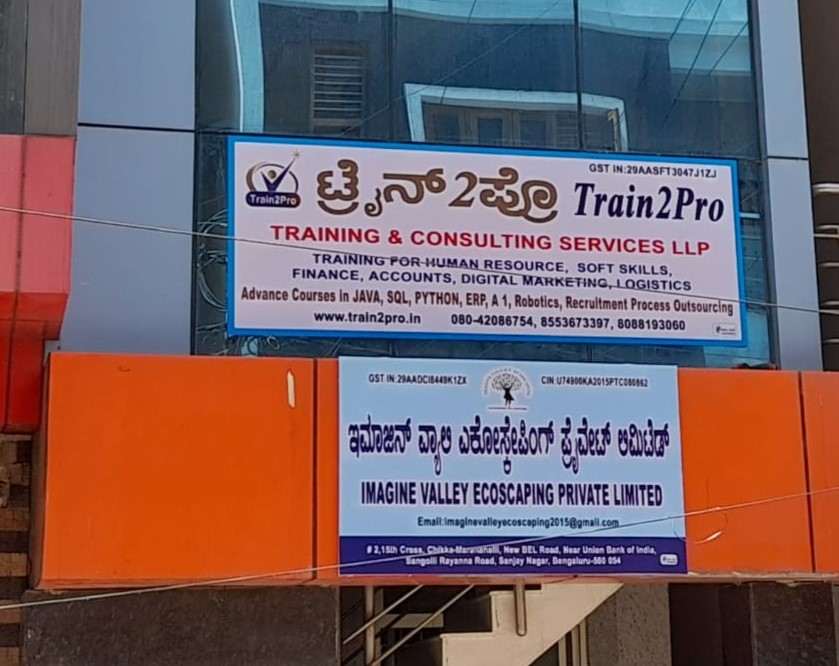 GST IN:29AASFT3047J1ZJ
Train2Pro
ಟ್ರೈನ್ 2ಪ್ರೊ Train2Pro
TRAINING & CONSULTING SERVICES LLP
TRAINING FOR HUMAN RESOURCE, SOFT SKILLS,
FINANCE, ACCOUNTS, DIGITAL MARKETING, LOGISTICS
Advance Courses in JAVA, SQL, PYTHON, ERP, A 1, Robotics, Recruitment Process Outsourcing
www.train2pro.in 080-42086754, 8553673397, 8088193060
GST IN:29AADCI8449K1ZX CIN:U74900KA2015PTC080862
ಇಮಾಜಿನ್ ವ್ಯಾಲಿ ಎಕೋಸ್ಕೇಪಿಂಗ್ ಪ್ರೈವೇಟ್ ಲಿಮಿಟೆಡ್
IMAGINE VALLEY ECOSCAPING PRIVATE LIMITED
Email:imaginevalleyecoscaping2015@gmail.com
# 2,15th Cross, Chikka-Maranahalli, New BEL Road, Near Union Bank of India,
Sangolli Rayanna Road, Sanjay Nagar, Bengaluru-560 094